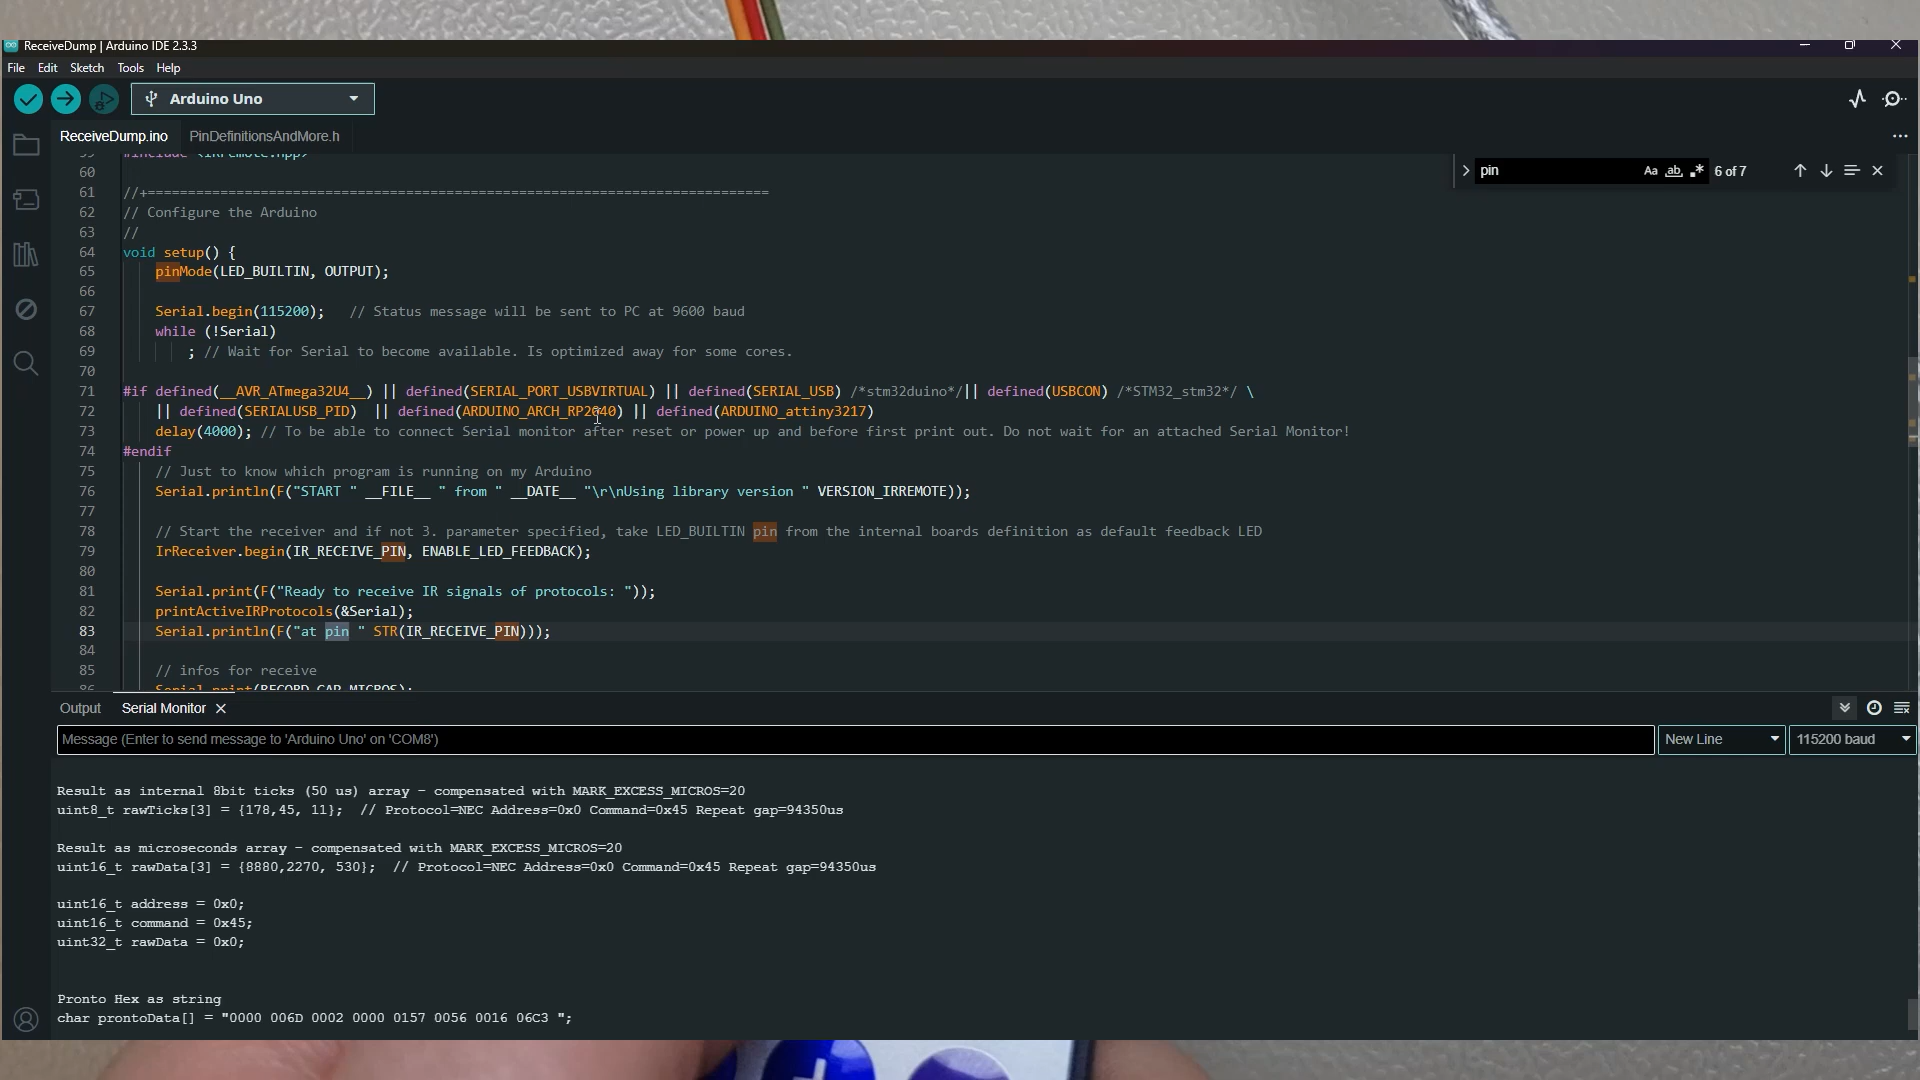 ReceiveDump | Arduino IDE 2.3.3
File Edit Sketch Tools Help
Arduino Uno
ReceiveDump.ino PinDefinitionsAndMore.h
pin Aa ab 6 of 7
60
61 //+=============================================================================
62 // Configure the Arduino
63 //
64 void setup() {
65 pinMode(LED_BUILTIN, OUTPUT);
66
67 Serial.begin(115200);   // Status message will be sent to PC at 9600 baud
68 while (!Serial)
69 ; // Wait for Serial to become available. Is optimized away for some cores.
70
71 #if defined(__AVR_ATmega32U4__) || defined(SERIAL_PORT_USBVIRTUAL) || defined(SERIAL_USB) /*stm32duino*/|| defined(USBCON) /*STM32_stm32*/ \
72 || defined(SERIALUSB_PID)  || defined(ARDUINO_ARCH_RP2040) || defined(ARDUINO_attiny3217)
73 delay(4000); // To be able to connect Serial monitor after reset or power up and before first print out. Do not wait for an attached Serial Monitor!
74 #endif
75 // Just to know which program is running on my Arduino
76 Serial.println(F("START " __FILE__ " from " __DATE__ "\r\nUsing library version " VERSION_IRREMOTE));
77
78 // Start the receiver and if not 3. parameter specified, take LED_BUILTIN pin from the internal boards definition as default feedback LED
79 IrReceiver.begin(IR_RECEIVE_PIN, ENABLE_LED_FEEDBACK);
80
81 Serial.print(F("Ready to receive IR signals of protocols: "));
82 printActiveIRProtocols(&Serial);
83 Serial.println(F("at pin " STR(IR_RECEIVE_PIN)));
84
85 // infos for receive
86 Serial.print(RECORD_GAP_MICROS);
Output Serial Monitor
Message (Enter to send message to 'Arduino Uno' on 'COM8') New Line 115200 baud
Result as internal 8bit ticks (50 us) array - compensated with MARK_EXCESS_MICROS=20
uint8_t rawTicks[3] = {178,45, 11};  // Protocol=NEC Address=0x0 Command=0x45 Repeat gap=94350us
Result as microseconds array - compensated with MARK_EXCESS_MICROS=20
uint16_t rawData[3] = {8880,2270, 530};  // Protocol=NEC Address=0x0 Command=0x45 Repeat gap=94350us
uint16_t address = 0x0;
uint16_t command = 0x45;
uint32_t rawData = 0x0;
Pronto Hex as string
char prontoData[] = "0000 006D 0002 0000 0157 0056 0016 06C3 ";